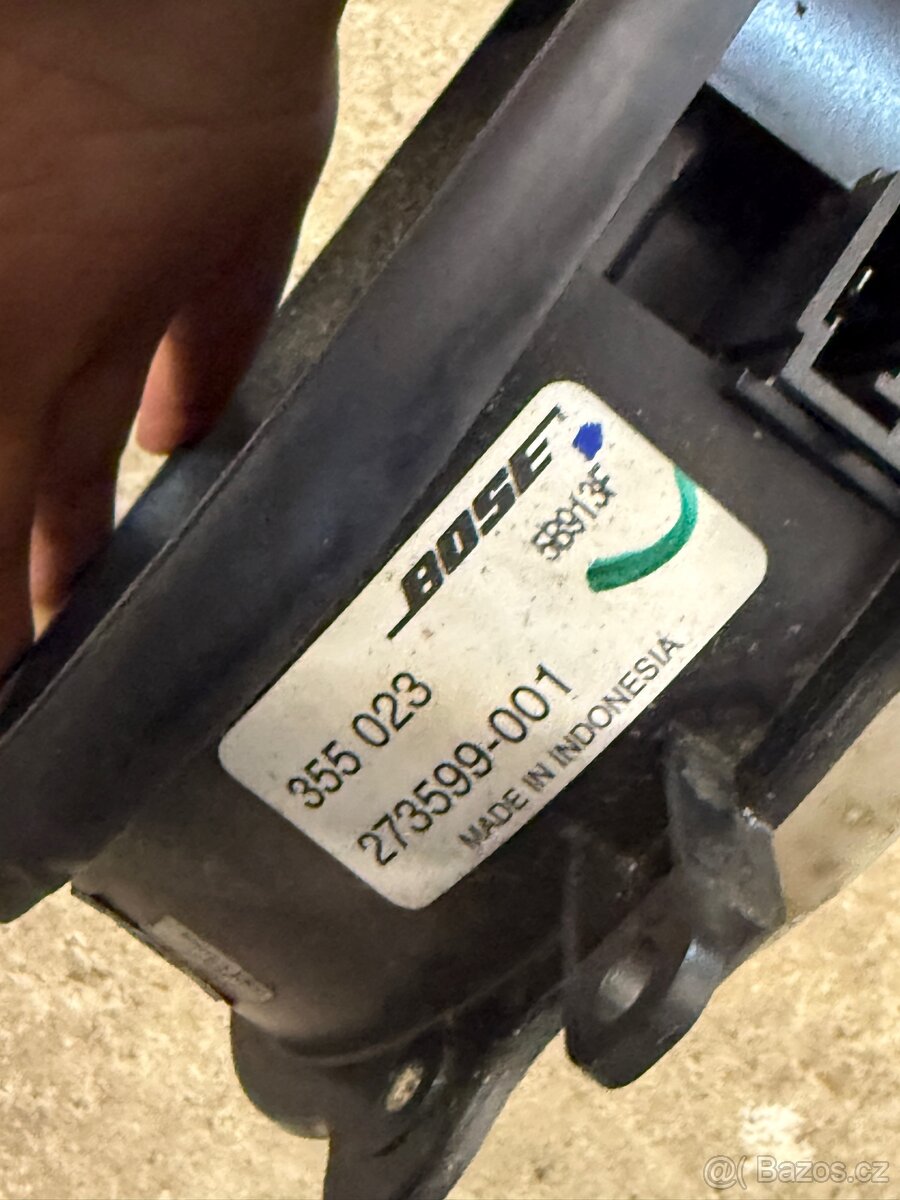 BOSE
5B913F
355 023
273599-001
MADE IN INDONESIA
@( Bazos.cz